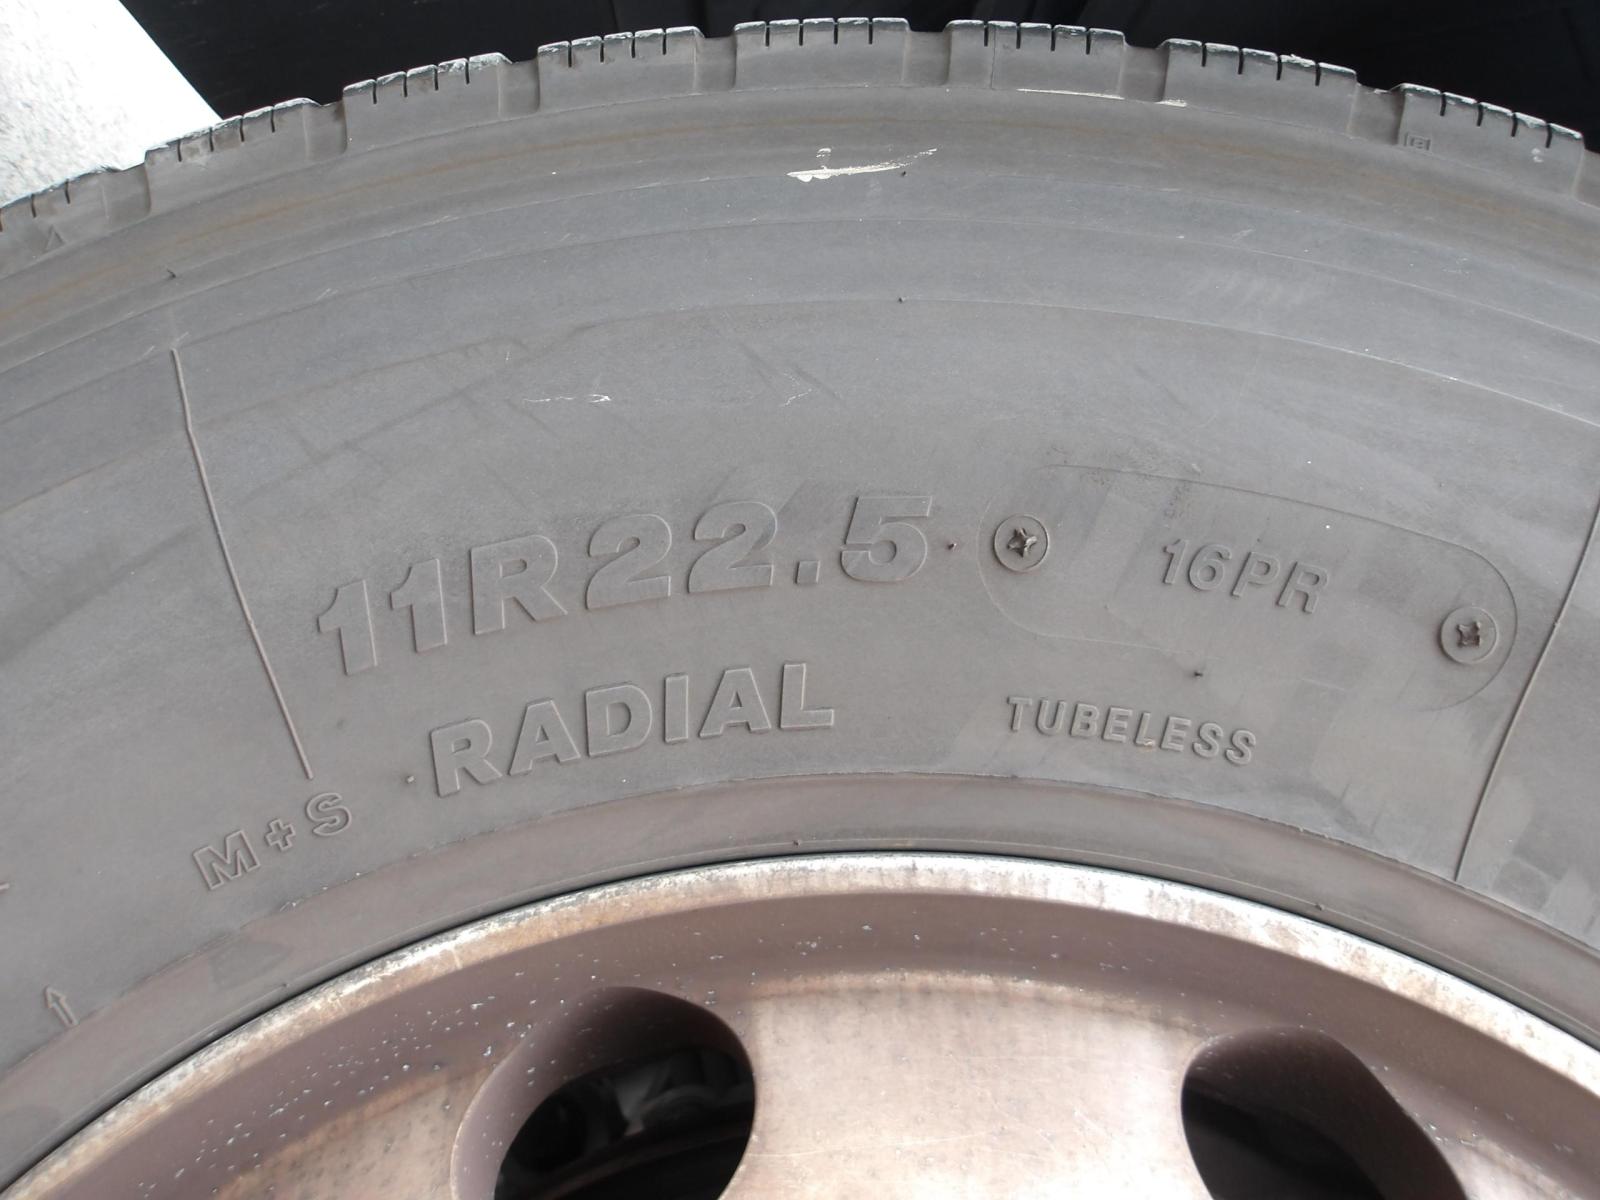 11R22.5 16PR
RADIAL TUBELESS
M+S